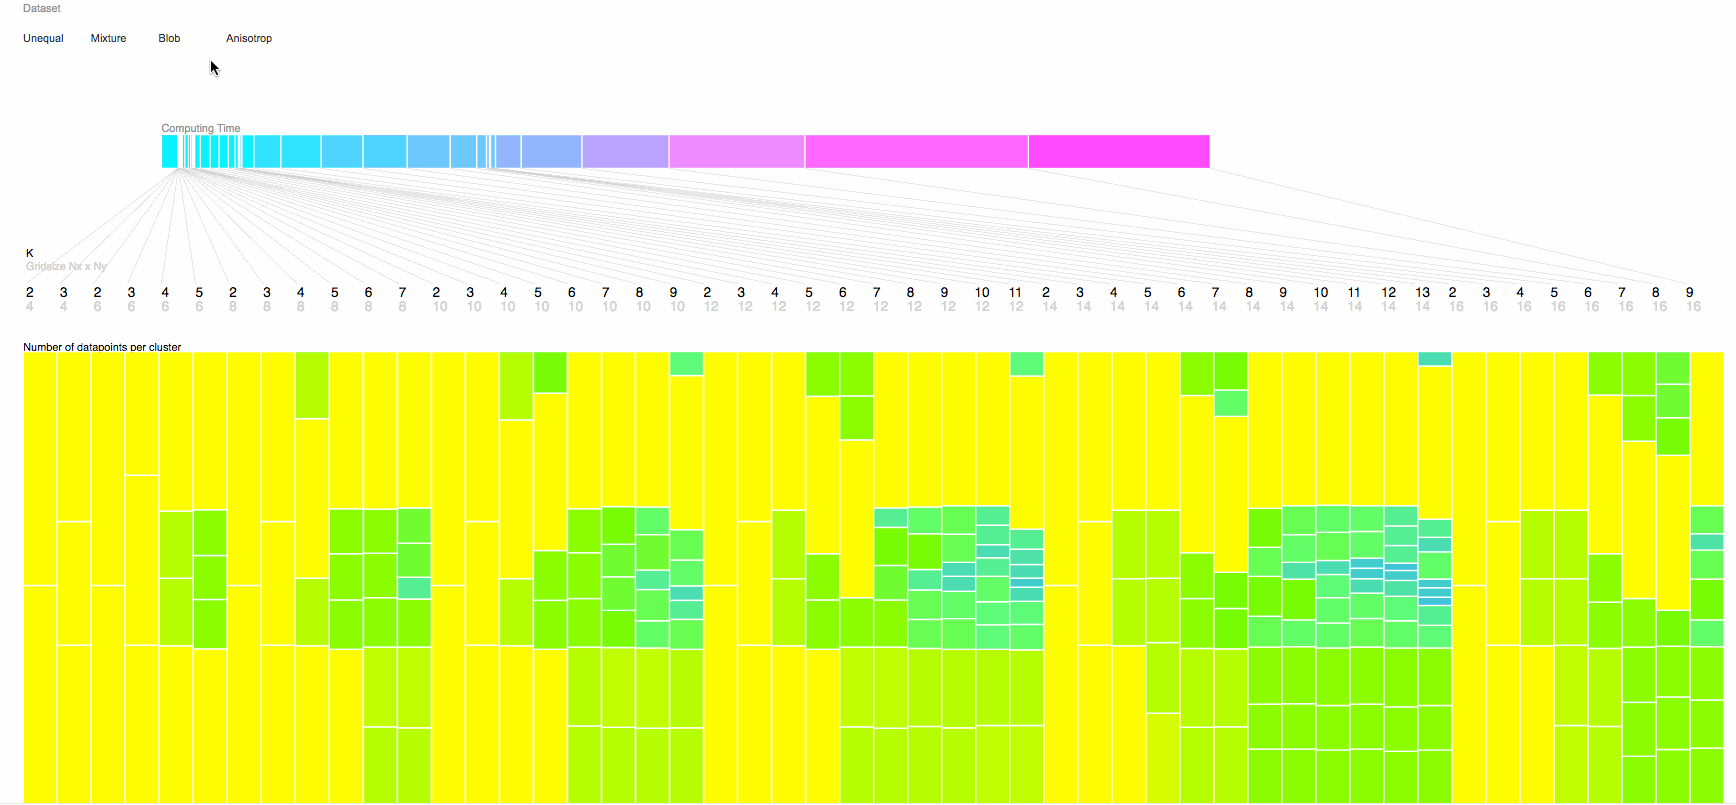 Dataset
Unequal Mixture Blob Anisotrop
Computing Time
K
Gridsize Nx x Ny
2 3 2 3 4 5 2 3 4 5 6 7 2 3 4 5 6 7 8 9 2 3 4 5 6 7 8 9 10 11 2 3 4 5 6 7 8 9 10 11 12 13 2 3 4 5 6 7 8 9
4 4 6 6 6 6 8 8 8 8 8 8 10 10 10 10 10 10 10 10 12 12 12 12 12 12 12 12 12 12 14 14 14 14 14 14 14 14 14 14 14 14 16 16 16 16 16 16 16 16
Number of datapoints per cluster